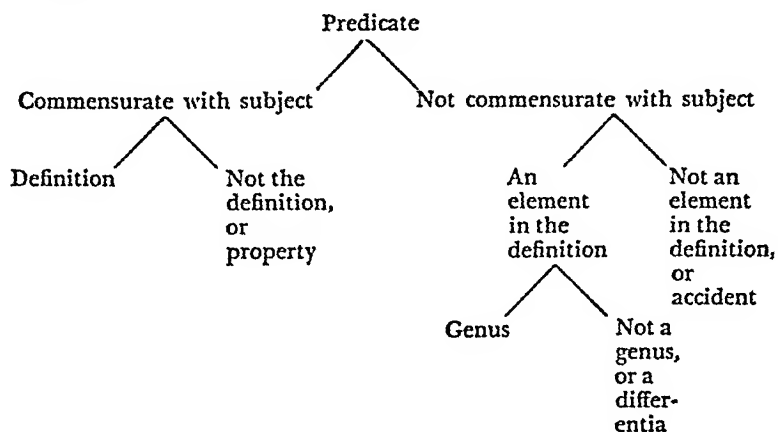 Predicate
Commensurate with subject
Not commensurate with subject
Definition
Not the
definition,
or
property
An
element
in the
definition
Not an
element
in the
definition,
or
accident
Genus
Not a
genus,
or a
differ-
entia